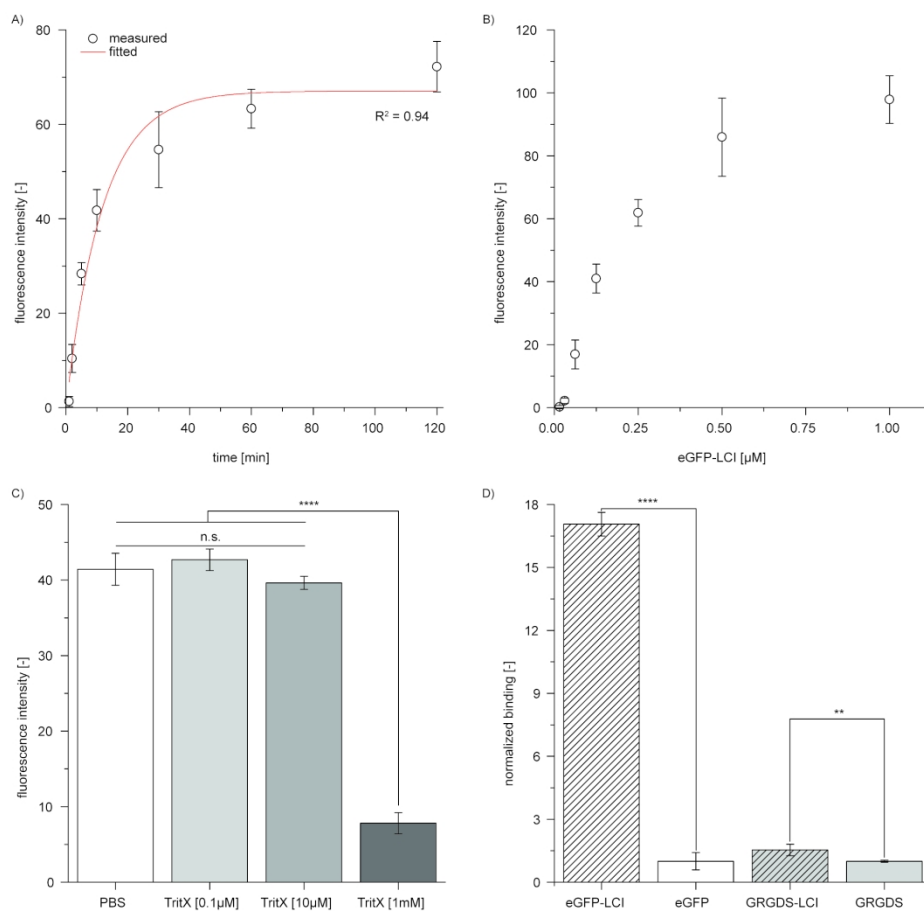 A)
80
60
40
20
0
fluorescence intensity [-]
measured
fitted
R² = 0.94
0 20 40 60 80 100 120
time [min]
B)
120
100
80
60
40
20
0
fluorescence intensity [-]
0.00 0.25 0.50 0.75 1.00
eGFP-LCI [µM]
C)
50
40
30
20
10
0
fluorescence intensity [-]
****
n.s.
PBS TritX [0.1µM] TritX [10µM] TritX [1mM]
D)
18
15
12
9
6
3
0
normalized binding [-]
****
**
eGFP-LCI eGFP GRGDS-LCI GRGDS